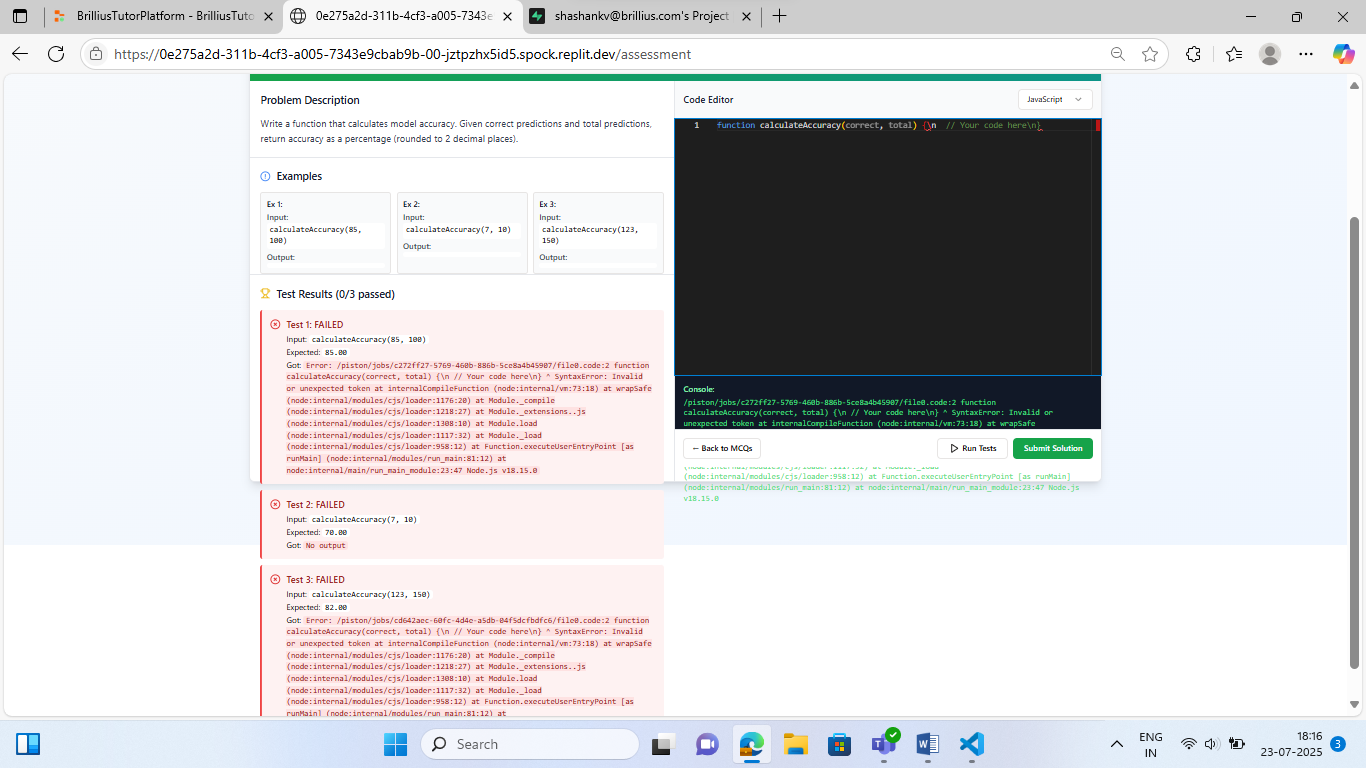 BrilliusTutorPlatform - BrilliusTuto
0e275a2d-311b-4cf3-a005-7343e
shashankv@brillius.com's Project
https://0e275a2d-311b-4cf3-a005-7343e9cbab9b-00-jztpzhx5id5.spock.replit.dev/assessment
Problem Description
Write a function that calculates model accuracy. Given correct predictions and total predictions,
return accuracy as a percentage (rounded to 2 decimal places).
Examples
Ex 1:
Input:
calculateAccuracy(85,
100)
Output:
Ex 2:
Input:
calculateAccuracy(7, 10)
Output:
Ex 3:
Input:
calculateAccuracy(123,
150)
Output:
Test Results (0/3 passed)
Test 1: FAILED
Input: calculateAccuracy(85, 100)
Expected: 85.00
Got: Error: /piston/jobs/c272ff27-5769-460b-886b-5ce8a4b45907/file0.code:2 function
calculateAccuracy(correct, total) {\n // Your code here\n} ^ SyntaxError: Invalid
or unexpected token at internalCompileFunction (node:internal/vm:73:18) at wrapSafe
(node:internal/modules/cjs/loader:1176:20) at Module._compile
(node:internal/modules/cjs/loader:1218:27) at Module._extensions..js
(node:internal/modules/cjs/loader:1308:10) at Module.load
(node:internal/modules/cjs/loader:1117:32) at Module._load
(node:internal/modules/cjs/loader:958:12) at Function.executeUserEntryPoint [as
runMain] (node:internal/modules/run_main:81:12) at
node:internal/main/run_main_module:23:47 Node.js v18.15.0
Test 2: FAILED
Input: calculateAccuracy(7, 10)
Expected: 70.00
Got: No output
Test 3: FAILED
Input: calculateAccuracy(123, 150)
Expected: 82.00
Got: Error: /piston/jobs/cd642aec-60fc-4d4e-a5db-04f5dcfbdfc6/file0.code:2 function
calculateAccuracy(correct, total) {\n // Your code here\n} ^ SyntaxError: Invalid
or unexpected token at internalCompileFunction (node:internal/vm:73:18) at wrapSafe
(node:internal/modules/cjs/loader:1176:20) at Module._compile
(node:internal/modules/cjs/loader:1218:27) at Module._extensions..js
(node:internal/modules/cjs/loader:1308:10) at Module.load
(node:internal/modules/cjs/loader:1117:32) at Module._load
(node:internal/modules/cjs/loader:958:12) at Function.executeUserEntryPoint [as
runMain] (node:internal/modules/run_main:81:12) at
Code Editor
JavaScript
1 function calculateAccuracy(correct, total) {\n // Your code here\n}
Console:
/piston/jobs/c272ff27-5769-460b-886b-5ce8a4b45907/file0.code:2 function
calculateAccuracy(correct, total) {\n // Your code here\n} ^ SyntaxError: Invalid or
unexpected token at internalCompileFunction (node:internal/vm:73:18) at wrapSafe
← Back to MCQs
Run Tests
Submit Solution
(node:internal/modules/cjs/loader:1117:32) at Module._load
(node:internal/modules/cjs/loader:958:12) at Function.executeUserEntryPoint [as runMain]
(node:internal/modules/run_main:81:12) at node:internal/main/run_main_module:23:47 Node.js
v18.15.0
Search
ENG
IN
18:16
23-07-2025
3